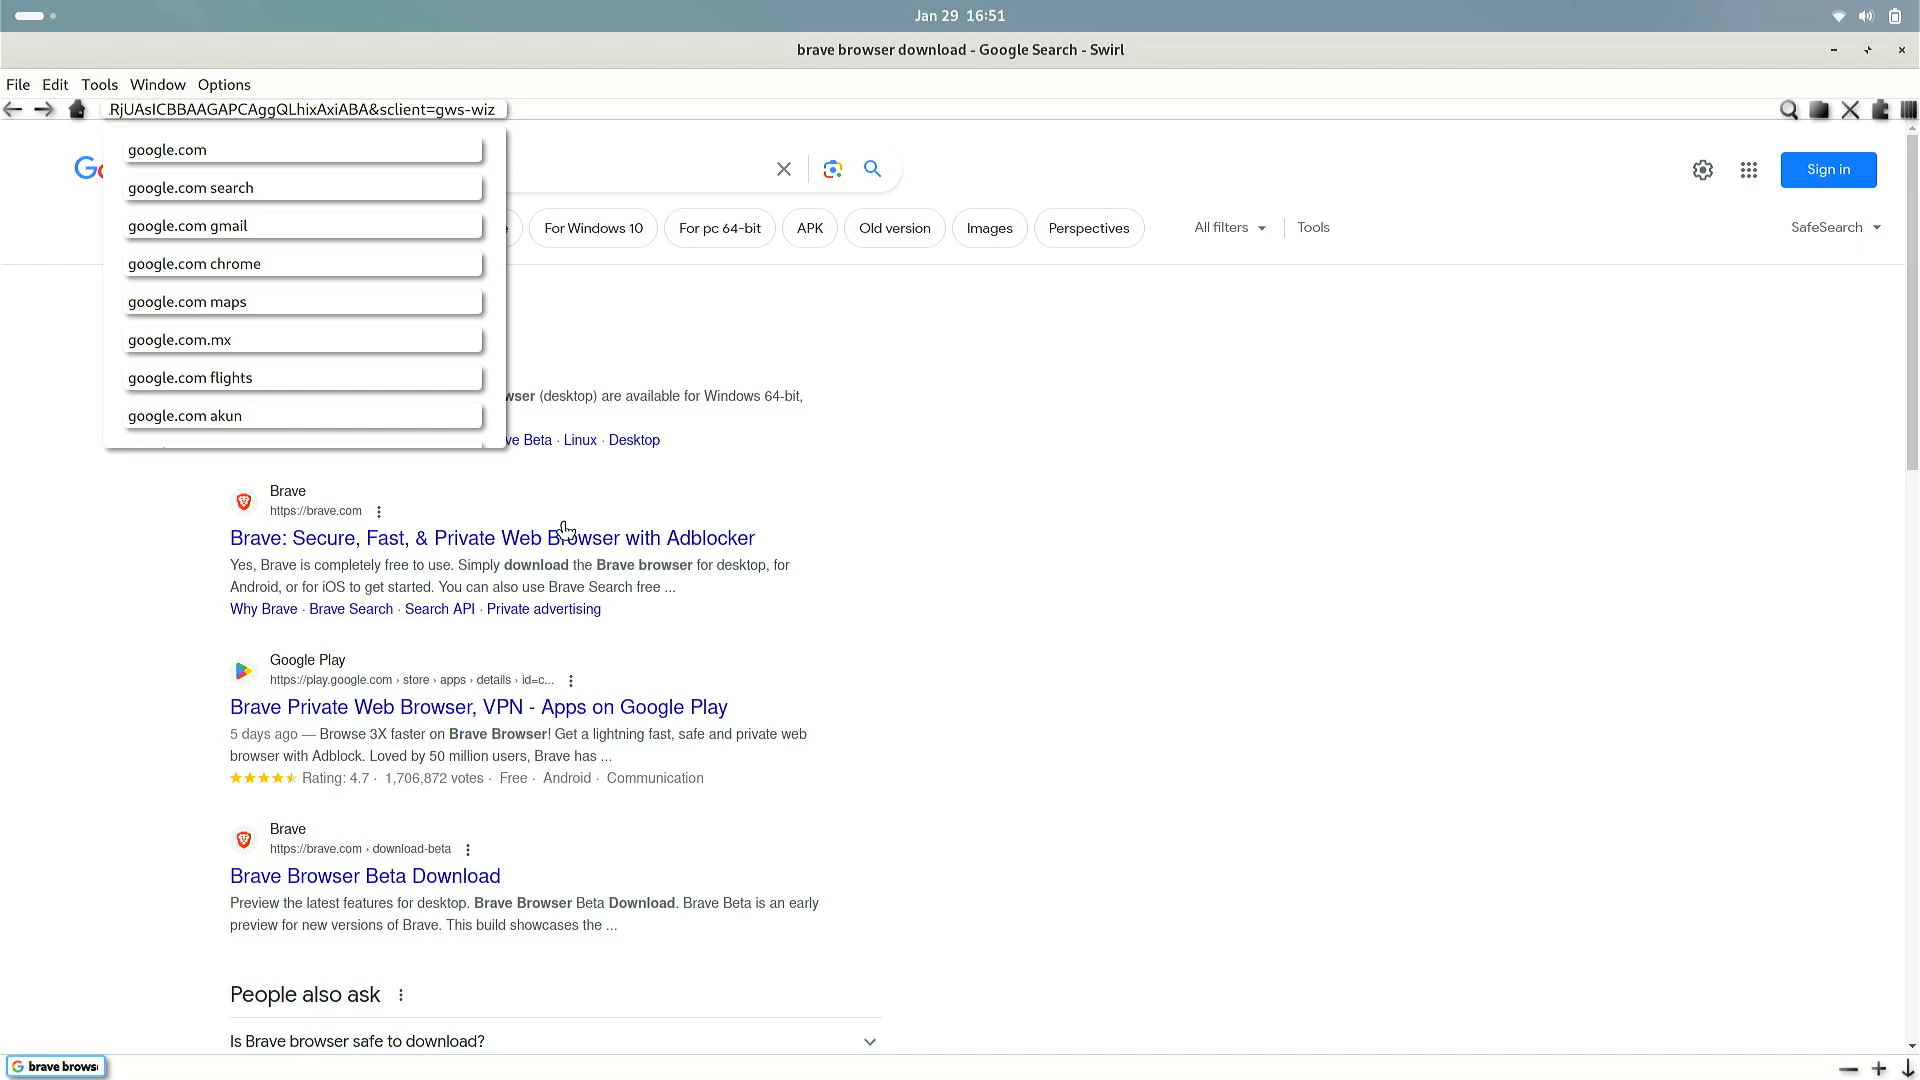 Jan 29 16:51
brave browser download - Google Search - Swirl
File Edit Tools Window Options
RjUAsICBBAAGAPCAggQLhixAxiABA&sclient=gws-wiz
google.com
google.com search
google.com gmail
google.com chrome
google.com maps
google.com.mx
google.com flights
google.com akun
Sign in
For Windows 10
For pc 64-bit
APK
Old version
Images
Perspectives
All filters
Tools
SafeSearch
(desktop) are available for Windows 64-bit,
Beta · Linux · Desktop
Brave
https://brave.com
Brave: Secure, Fast, & Private Web Browser with Adblocker
Yes, Brave is completely free to use. Simply download the Brave browser for desktop, for
Android, or for iOS to get started. You can also use Brave Search free ...
Why Brave · Brave Search · Search API · Private advertising
Google Play
https://play.google.com › store › apps › details › id=c...
Brave Private Web Browser, VPN - Apps on Google Play
5 days ago — Browse 3X faster on Brave Browser! Get a lightning fast, safe and private web
browser with Adblock. Loved by 50 million users, Brave has ...
Rating: 4.7 · 1,706,872 votes · Free · Android · Communication
Brave
https://brave.com › download-beta
Brave Browser Beta Download
Preview the latest features for desktop. Brave Browser Beta Download. Brave Beta is an early
preview for new versions of Brave. This build showcases the ...
People also ask
Is Brave browser safe to download?
brave brows